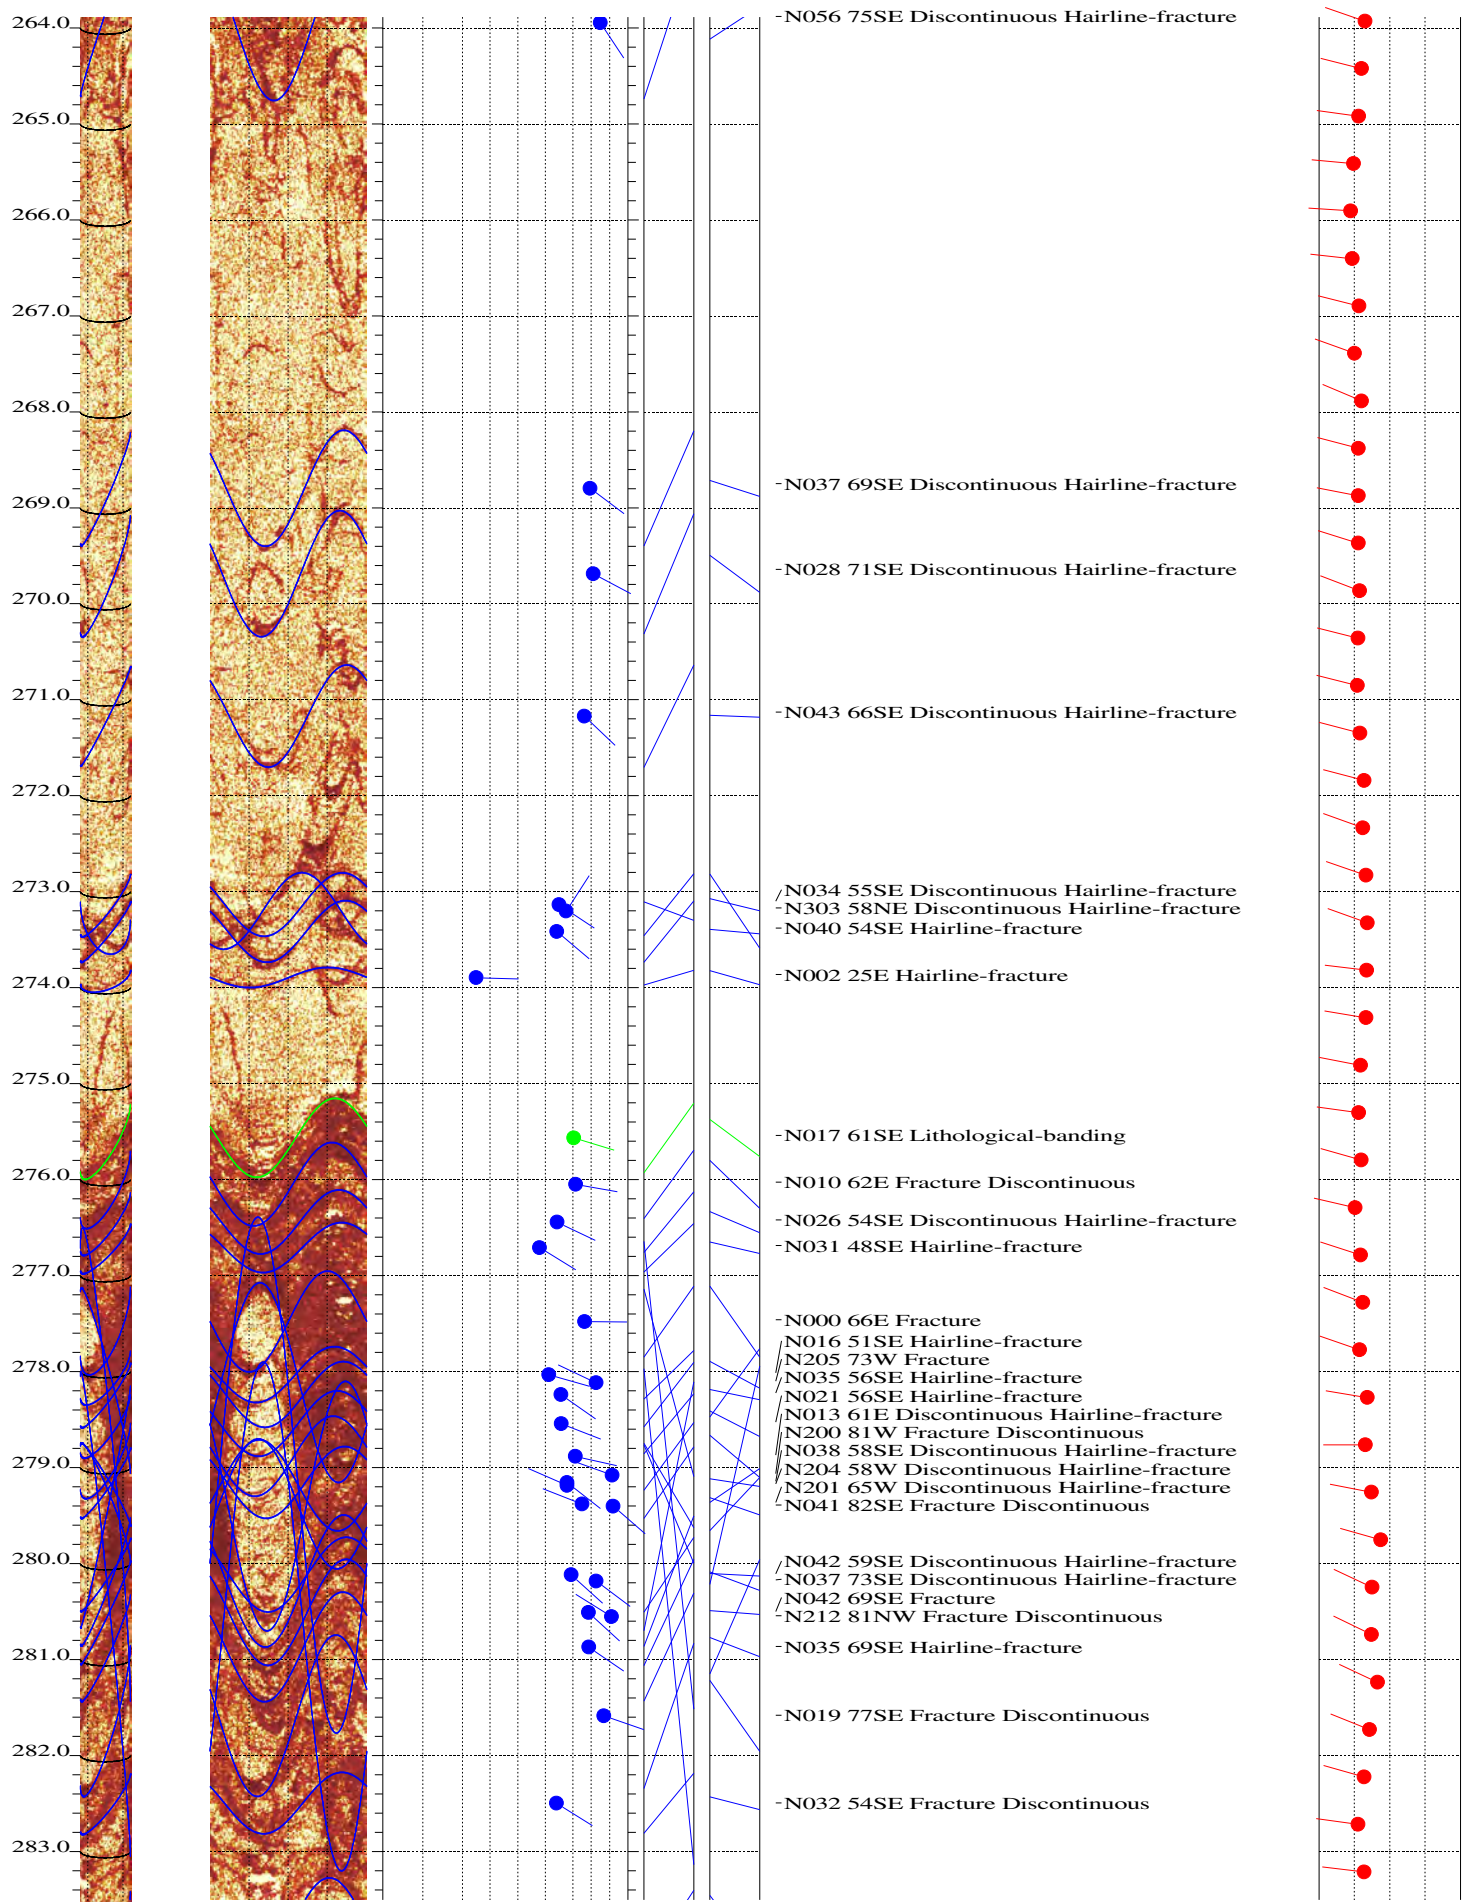 264.0
-N056 75SE Discontinuous Hairline-fracture
265.0
266.0
267.0
268.0
-N037 69SE Discontinuous Hairline-fracture
269.0
-N028 71SE Discontinuous Hairline-fracture
270.0
271.0
-N043 66SE Discontinuous Hairline-fracture
272.0
273.0
N034 55SE Discontinuous Hairline-fracture
-N303 58NE Discontinuous Hairline-fracture
-N040 54SE Hairline-fracture
-N002 25E Hairline-fracture
274.0
275.0
-N017 61SE Lithological-banding
276.0
-N010 62E Fracture Discontinuous
-N026 54SE Discontinuous Hairline-fracture
-N031 48SE Hairline-fracture
277.0
-N000 66E Fracture
N016 51SE Hairline-fracture
N205 73W Fracture
278.0
N035 56SE Hairline-fracture
N021 56SE Hairline-fracture
N013 61E Discontinuous Hairline-fracture
N200 81W Fracture Discontinuous
N038 58SE Discontinuous Hairline-fracture
279.0
N204 58W Discontinuous Hairline-fracture
N201 65W Discontinuous Hairline-fracture
-N041 82SE Fracture Discontinuous
280.0
N042 59SE Discontinuous Hairline-fracture
-N037 73SE Discontinuous Hairline-fracture
N042 69SE Fracture
-N212 81NW Fracture Discontinuous
281.0
-N035 69SE Hairline-fracture
-N019 77SE Fracture Discontinuous
282.0
-N032 54SE Fracture Discontinuous
283.0